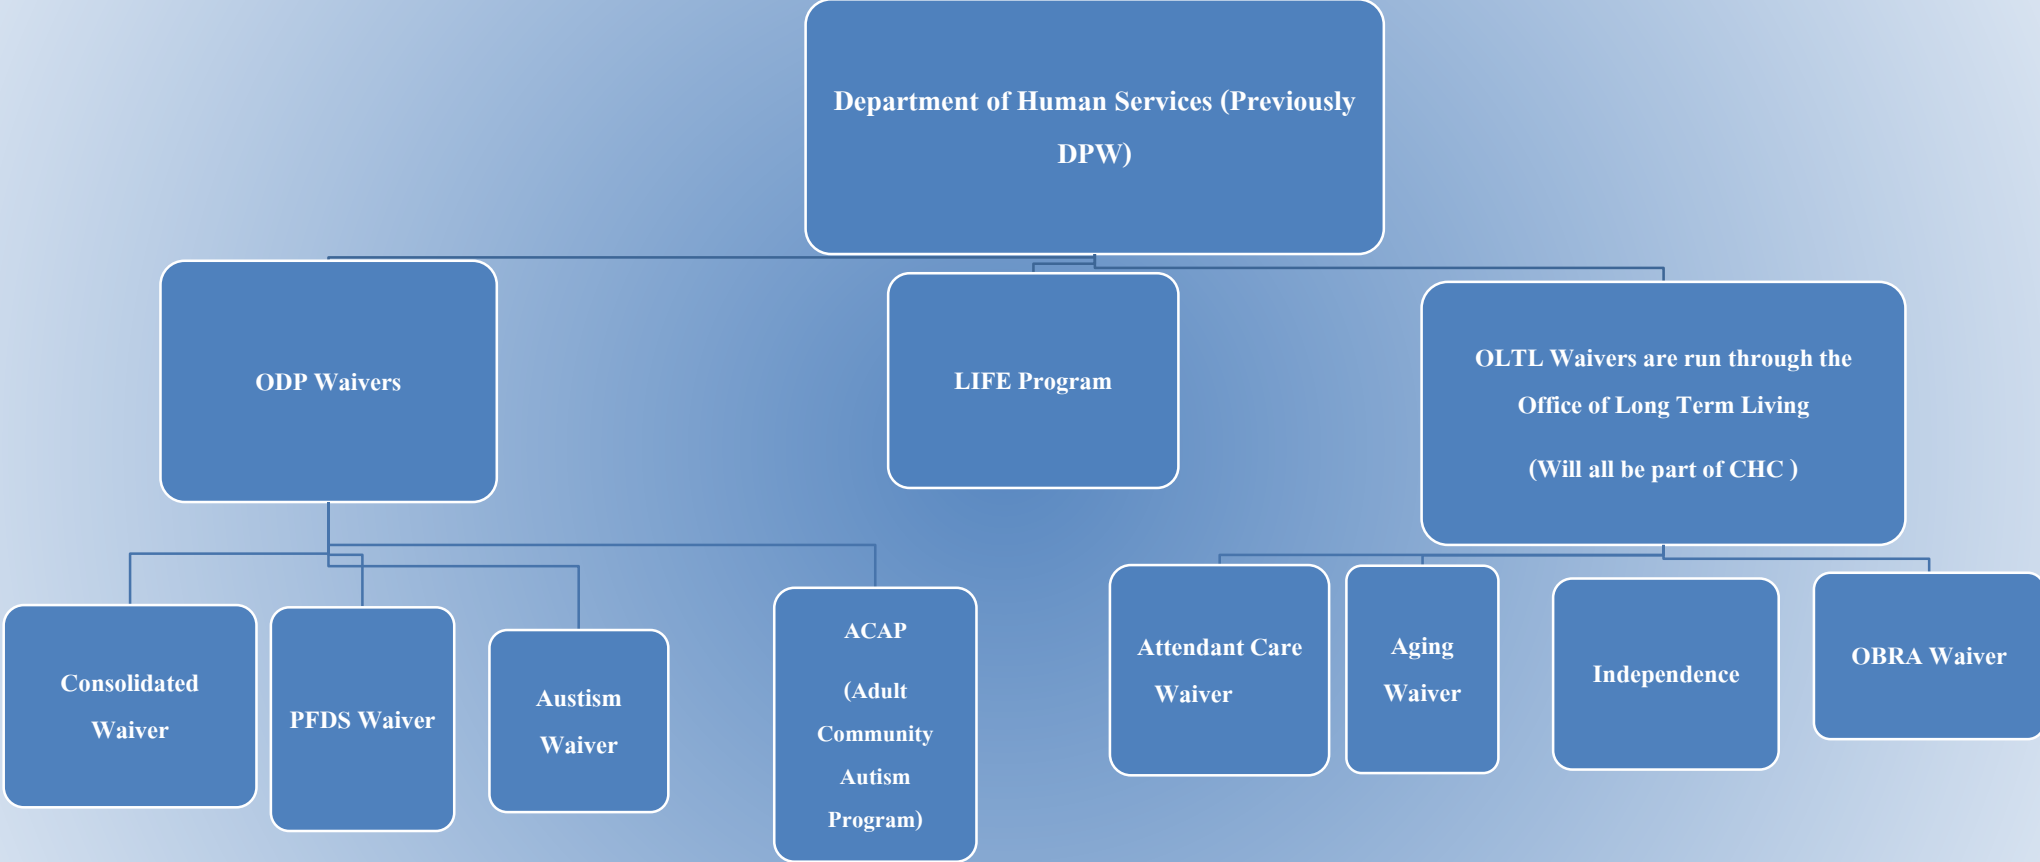 Department of Human Services (Previously
DPW)
ODP Waivers
LIFE Program
OLTL Waivers are run through the
Office of Long Term Living
(Will all be part of CHC )
Consolidated
Waiver
PFDS Waiver
Austism
Waiver
ACAP
(Adult
Community
Autism
Program)
Attendant Care
Waiver
Aging
Waiver
Independence
OBRA Waiver